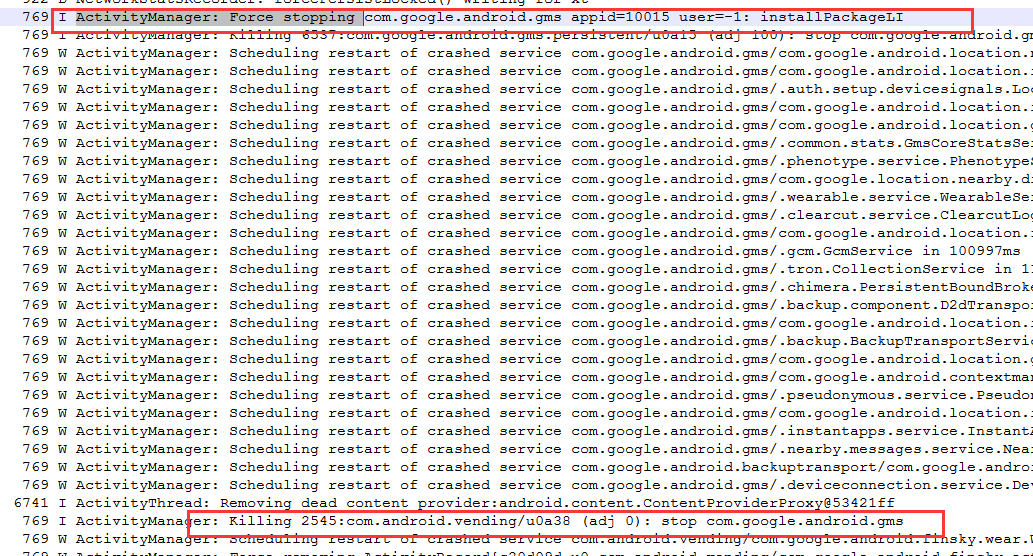 D NetworkStatsRecorder: forcePersistLocked() writing for xt
769 I ActivityManager: Force stopping com.google.android.gms appid=10015 user=-1: installPackageLI
769 I ActivityManager: Killing 6537:com.google.android.gms.persistent/u0a15 (adj 100): stop com.google.android.gm
769 W ActivityManager: Scheduling restart of crashed service com.google.android.gms/com.google.android.location.g
769 W ActivityManager: Scheduling restart of crashed service com.google.android.gms/com.google.android.location.
769 W ActivityManager: Scheduling restart of crashed service com.google.android.gms/.auth.setup.devicesignals.Loc
769 W ActivityManager: Scheduling restart of crashed service com.google.android.gms/com.google.android.location.
769 W ActivityManager: Scheduling restart of crashed service com.google.android.gms/com.google.android.location.g
769 W ActivityManager: Scheduling restart of crashed service com.google.android.gms/.common.stats.GmsCoreStatsSe
769 W ActivityManager: Scheduling restart of crashed service com.google.android.gms/.phenotype.service.Phenotype
769 W ActivityManager: Scheduling restart of crashed service com.google.android.gms/com.google.location.nearby.di
769 W ActivityManager: Scheduling restart of crashed service com.google.android.gms/.wearable.service.WearableSe
769 W ActivityManager: Scheduling restart of crashed service com.google.android.gms/.clearcut.service.ClearcutLo
769 W ActivityManager: Scheduling restart of crashed service com.google.android.gms/com.google.android.location.
769 W ActivityManager: Scheduling restart of crashed service com.google.android.gms/.gcm.GcmService in 100997ms
769 W ActivityManager: Scheduling restart of crashed service com.google.android.gms/.tron.CollectionService in 1
769 W ActivityManager: Scheduling restart of crashed service com.google.android.gms/.chimera.PersistentBoundBroke
769 W ActivityManager: Scheduling restart of crashed service com.google.android.gms/.backup.component.D2dTranspo
769 W ActivityManager: Scheduling restart of crashed service com.google.android.gms/com.google.android.location.
769 W ActivityManager: Scheduling restart of crashed service com.google.android.gms/.backup.BackupTransportServi
769 W ActivityManager: Scheduling restart of crashed service com.google.android.gms/com.google.android.location.g
769 W ActivityManager: Scheduling restart of crashed service com.google.android.gms/com.google.android.contextma
769 W ActivityManager: Scheduling restart of crashed service com.google.android.gms/.pseudonymous.service.Pseudo
769 W ActivityManager: Scheduling restart of crashed service com.google.android.gms/com.google.android.location.
769 W ActivityManager: Scheduling restart of crashed service com.google.android.gms/.instantapps.service.InstantA
769 W ActivityManager: Scheduling restart of crashed service com.google.android.gms/.nearby.messages.service.Nea
769 W ActivityManager: Scheduling restart of crashed service com.google.android.backuptransport/com.google.andro
769 W ActivityManager: Scheduling restart of crashed service com.google.android.gms/.deviceconnection.service.De
6741 I ActivityThread: Removing dead content provider:android.content.ContentProviderProxy@53421ff
769 I ActivityManager: Killing 2545:com.android.vending/u0a38 (adj 0): stop com.google.android.gms
769 W ActivityManager: Scheduling restart of crashed service com.android.vending/com.google.android.finsky.wear.